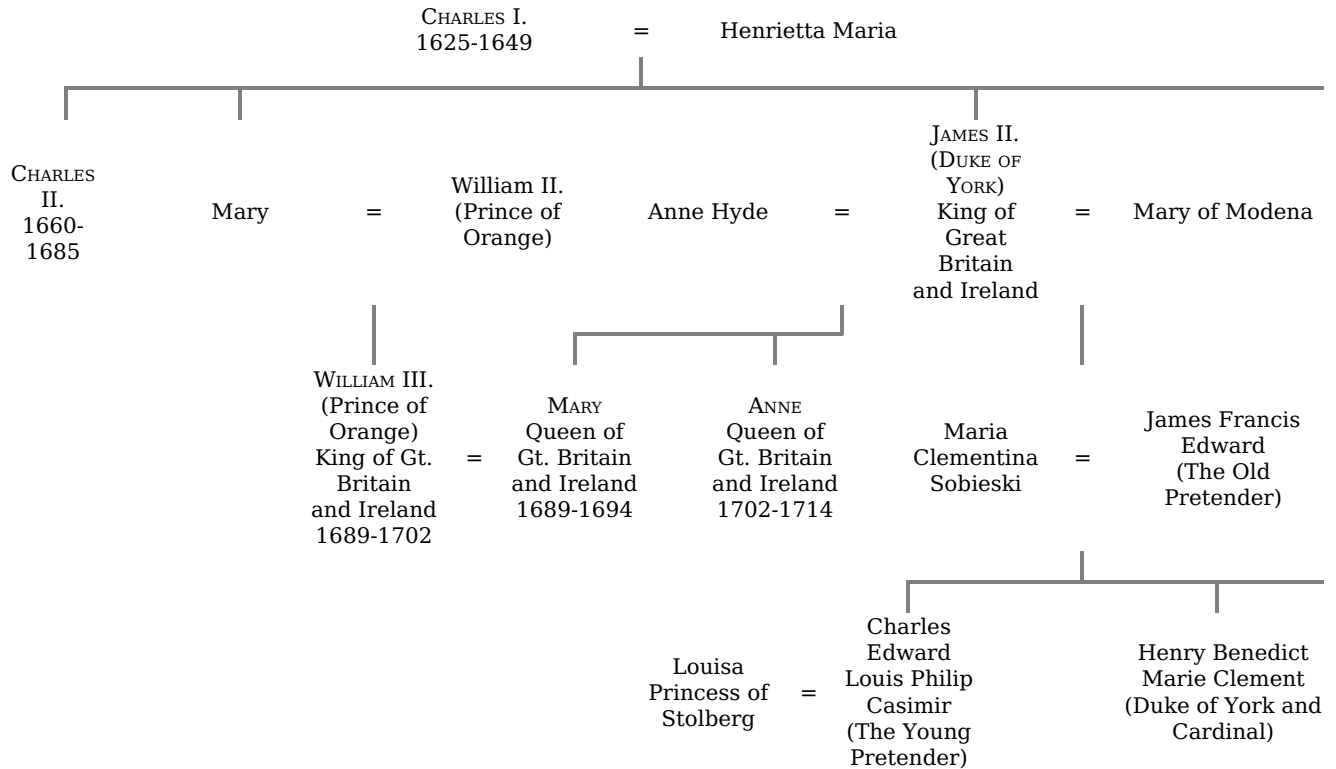 CHARLES I.
1625-1649
=
Henrietta Maria
CHARLES
II.
1660-
1685
Mary
=
William II.
(Prince of
Orange)
Anne Hyde
=
JAMES II.
(DUKE OF
YORK)
King of
Great
Britain
and Ireland
=
Mary of Modena
WILLIAM III.
(Prince of
Orange)
King of Gt.
Britain
and Ireland
1689-1702
=
MARY
Queen of
Gt. Britain
and Ireland
1689-1694
ANNE
Queen of
Gt. Britain
and Ireland
1702-1714
Maria
Clementina
Sobieski
=
James Francis
Edward
(The Old
Pretender)
Louisa
Princess of
Stolberg
=
Charles
Edward
Louis Philip
Casimir
(The Young
Pretender)
Henry Benedict
Marie Clement
(Duke of York and
Cardinal)